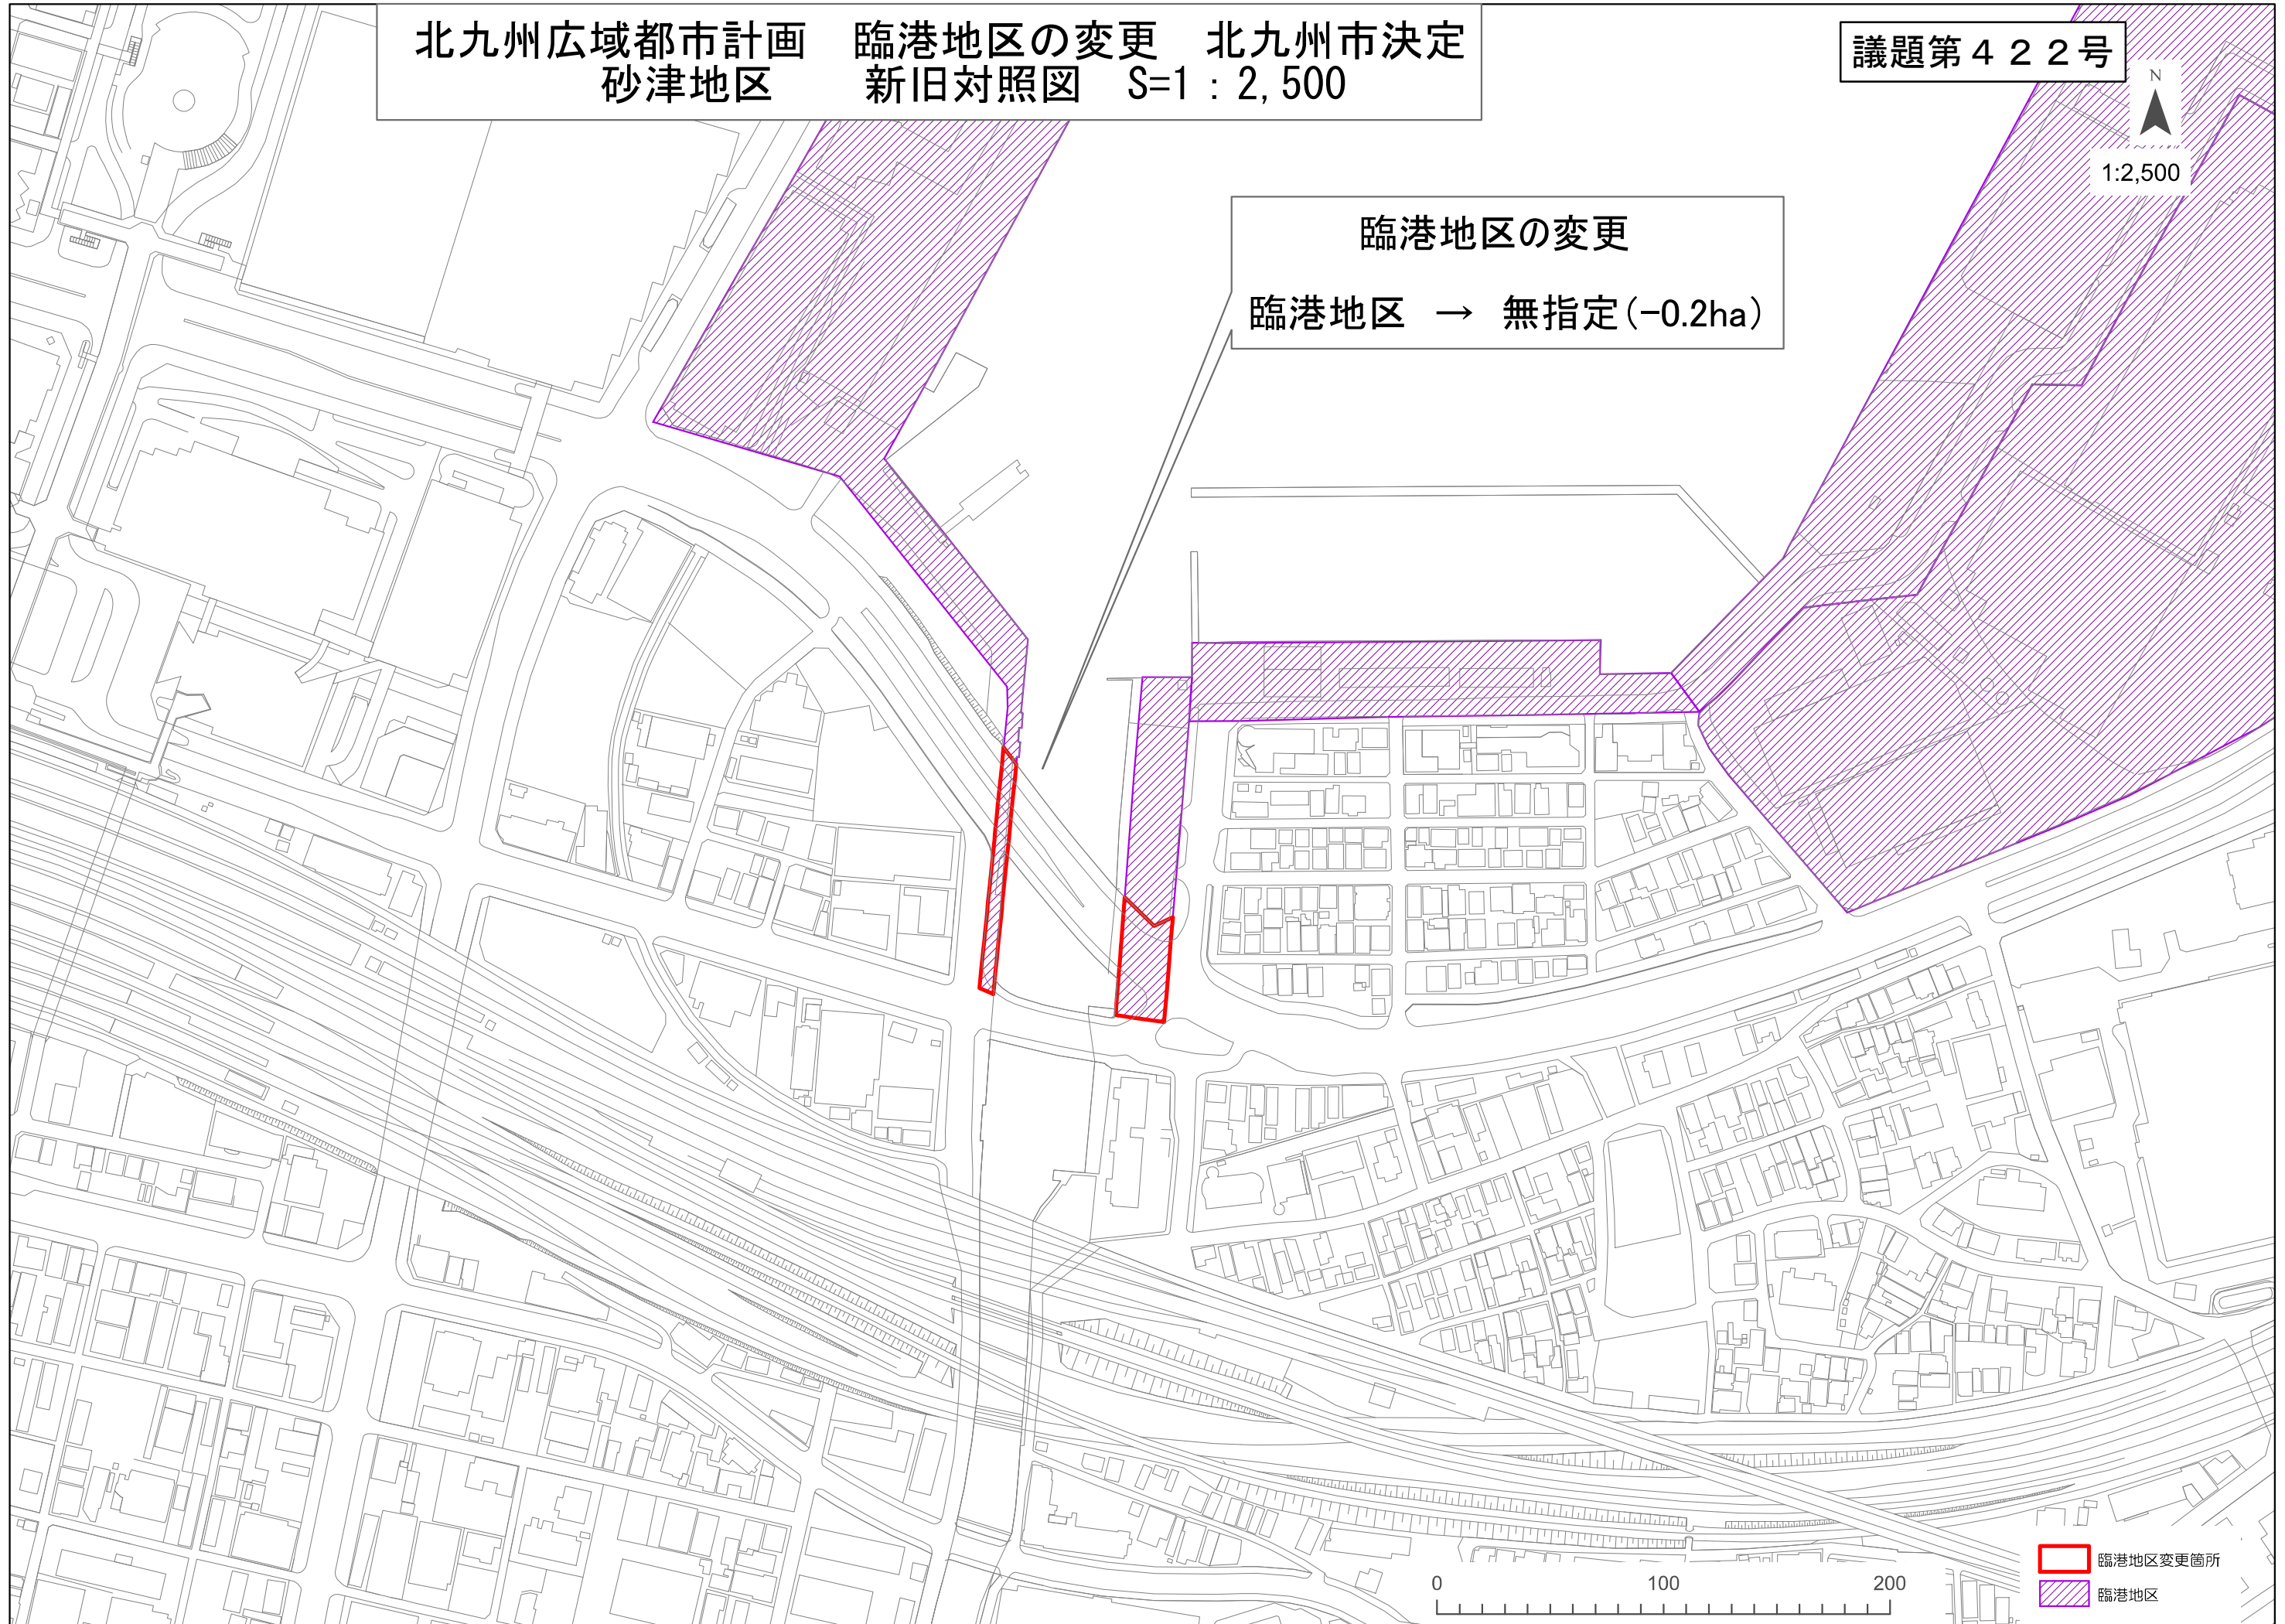 北九州広域都市計画　臨港地区の変更　北九州市決定
砂津地区　　新旧対照図　S=1：2,500
議題第４２２号
N
1:2,500
臨港地区の変更
臨港地区　→　無指定(-0.2ha)
0 100 200
臨港地区変更箇所
臨港地区